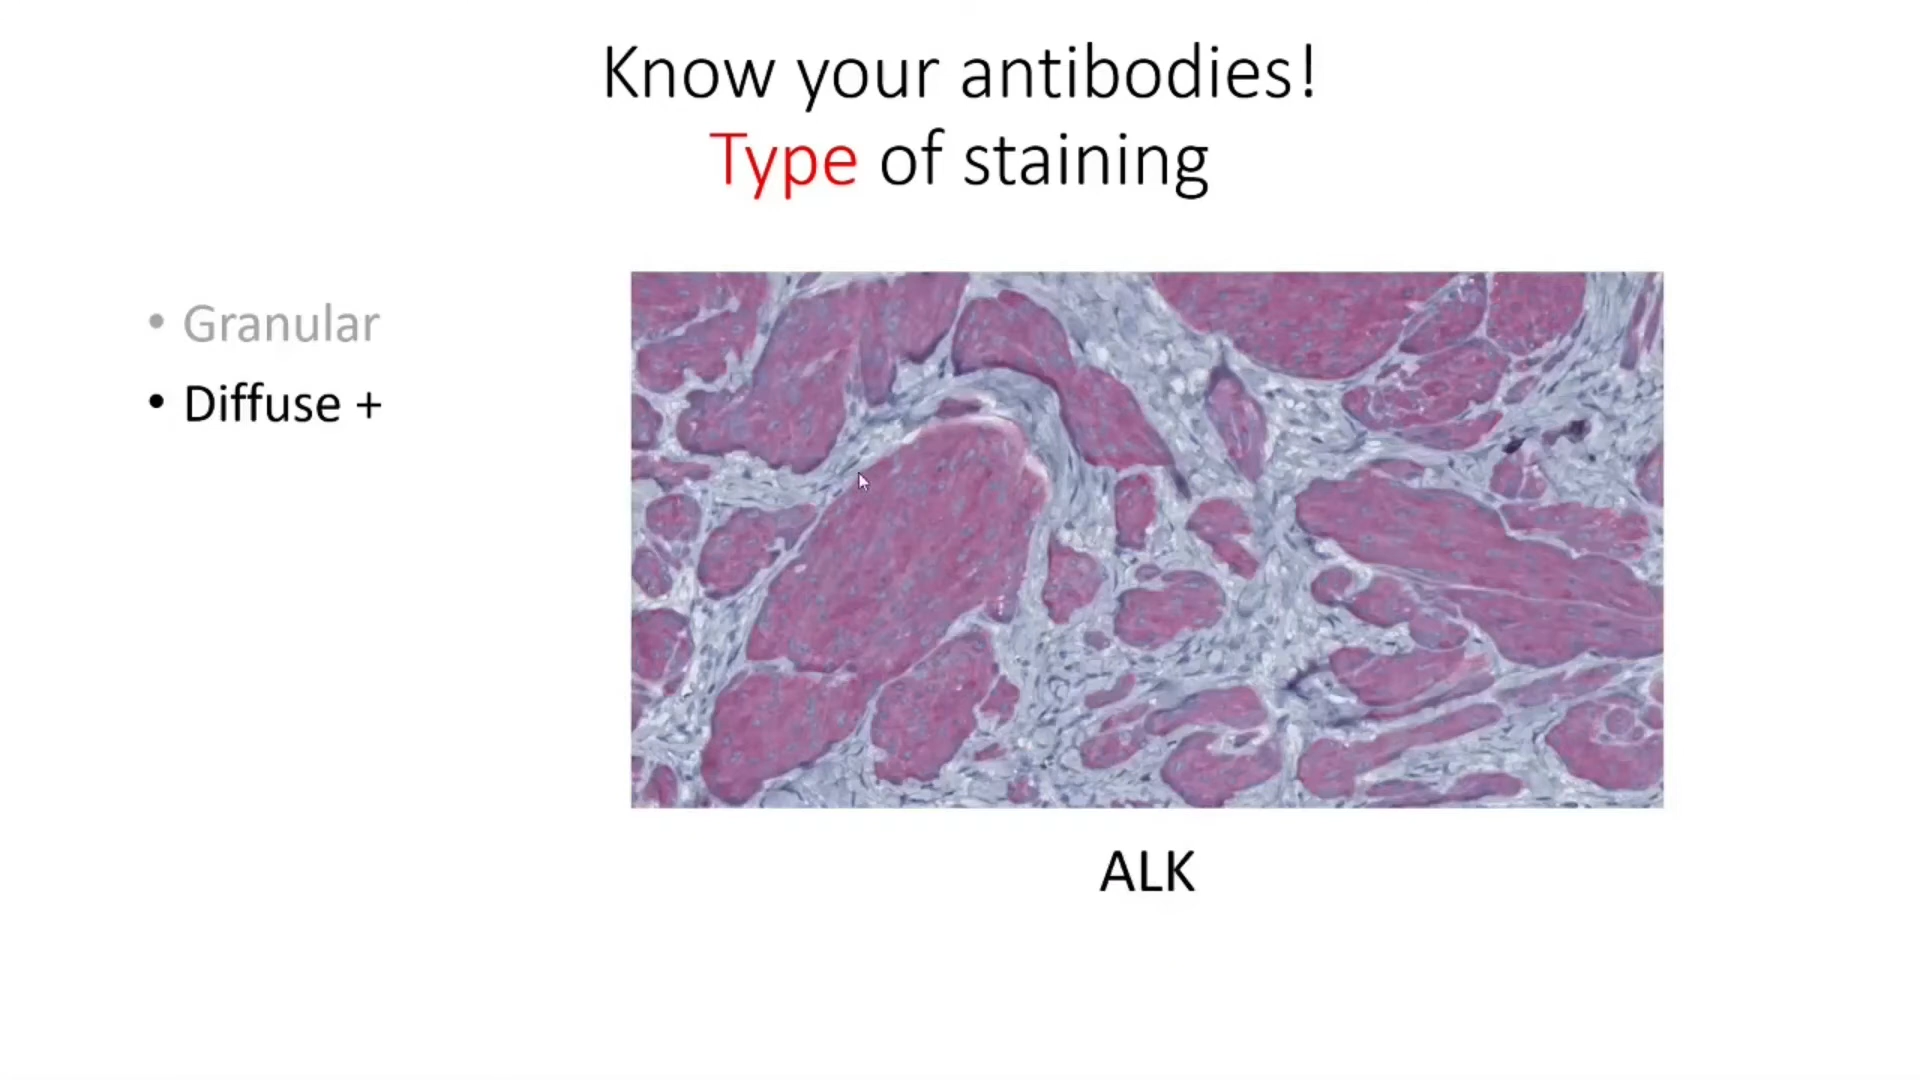 Know your antibodies!
Type of staining
• Granular
• Diffuse +
ALK